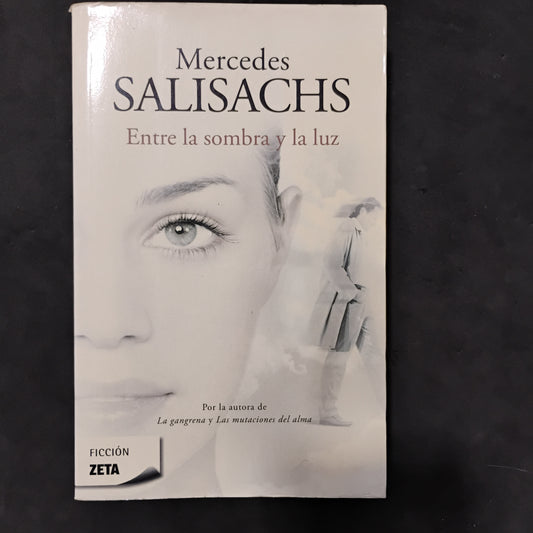 Mercedes
SALISACHS
Entre la sombra y la luz
Por la autora de
La gangrena y Las mutaciones del alma
FICCIÓN
ZETA